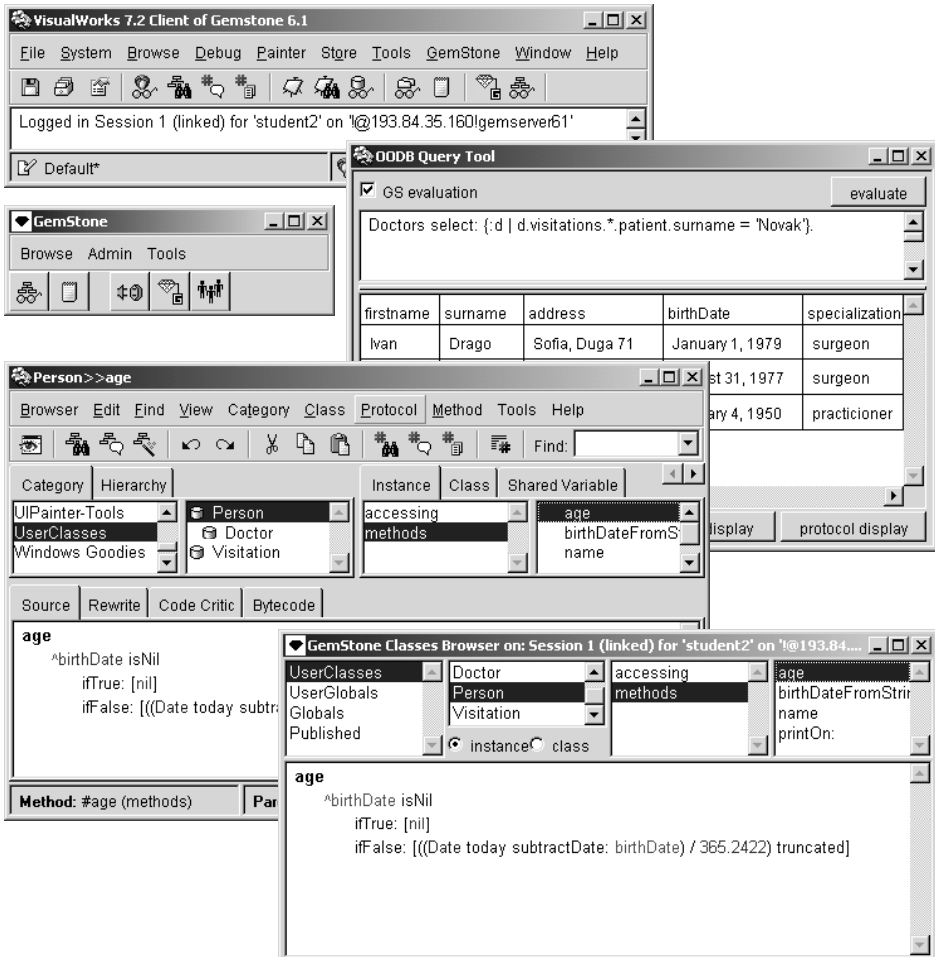 VisualWorks 7.2 Client of Gemstone 6.1
File System Browse Debug Painter Store Tools GemStone Window Help
Logged in Session 1 (linked) for 'student2' on '!@193.84.35.160!gemserver61'
Default*
OODB Query Tool
GS evaluation
evaluate
Doctors select: {:d | d.visitations.*.patient.surname = 'Novak'}.
firstname surname address birthDate specialization
Ivan Drago Sofia, Duga 71 January 1, 1979 surgeon
st 31, 1977 surgeon
ary 4, 1950 practicioner
display protocol display
GemStone
Browse Admin Tools
Person>>age
Browser Edit Find View Category Class Protocol Method Tools Help
Find:
Category Hierarchy
Instance Class Shared Variable
UIPainter-Tools
UserClasses
Windows Goodies
Person
Doctor
Visitation
accessing
methods
age
birthDateFromS
name
Source Rewrite Code Critic Bytecode
age
^birthDate isNil
ifTrue: [nil]
ifFalse: [((Date today subtra
Method: #age (methods)
Par
GemStone Classes Browser on: Session 1 (linked) for 'student2' on '!@193.84....
UserClasses
UserGlobals
Globals
Published
Doctor
Person
Visitation
instance class
accessing
methods
age
birthDateFromStrin
name
printOn:
age
^birthDate isNil
ifTrue: [nil]
ifFalse: [((Date today subtractDate: birthDate) / 365.2422) truncated]